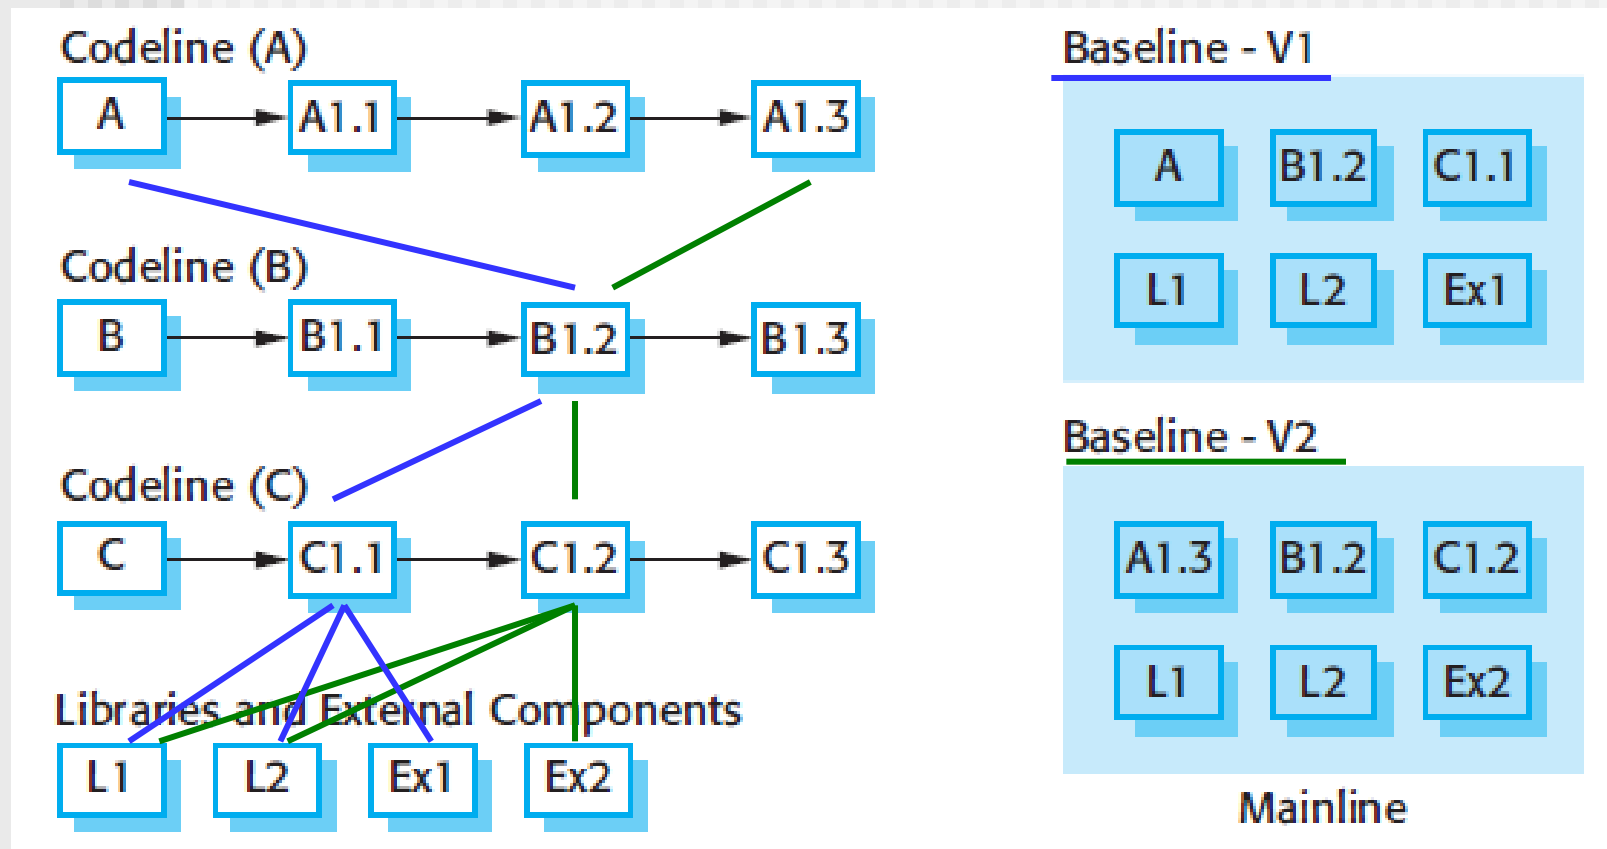 Codeline (A)
A A1.1 A1.2 A1.3
Codeline (B)
B B1.1 B1.2 B1.3
Codeline (C)
C C1.1 C1.2 C1.3
Libraries and External Components
L1 L2 Ex1 Ex2
Baseline - V1
A B1.2 C1.1
L1 L2 Ex1
Baseline - V2
A1.3 B1.2 C1.2
L1 L2 Ex2
Mainline